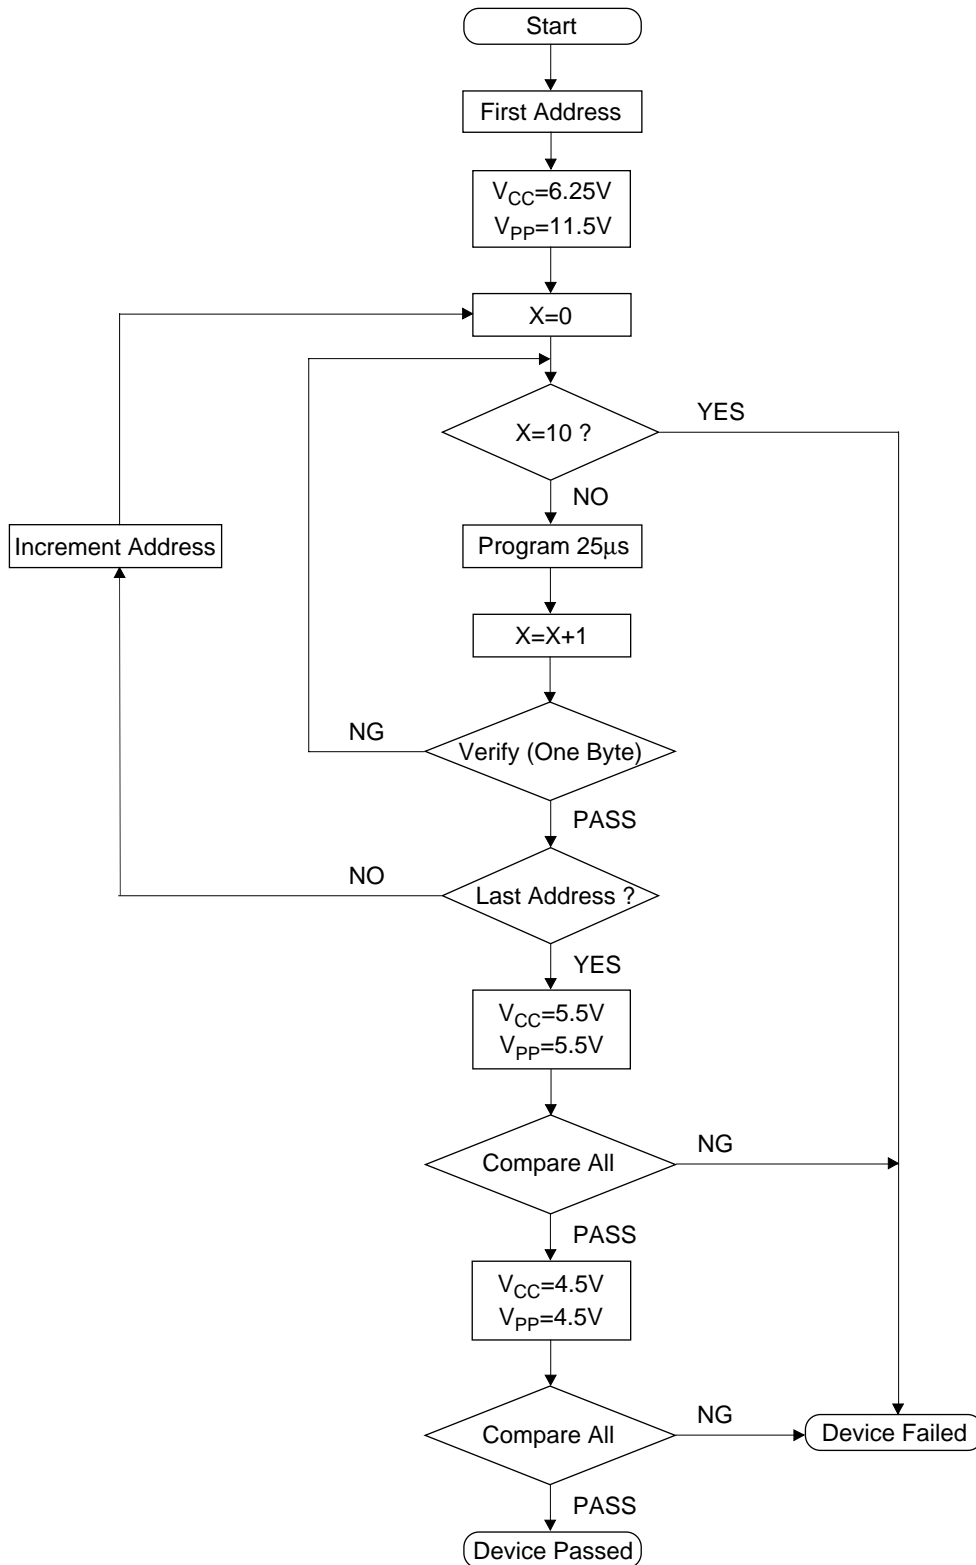 Start
First Address
VCC=6.25V
VPP=11.5V
X=0
X=10 ?
YES
NO
Increment Address
Program 25μs
X=X+1
NG
Verify (One Byte)
PASS
NO
Last Address ?
YES
VCC=5.5V
VPP=5.5V
Compare All
NG
PASS
VCC=4.5V
VPP=4.5V
Compare All
NG
Device Failed
PASS
Device Passed